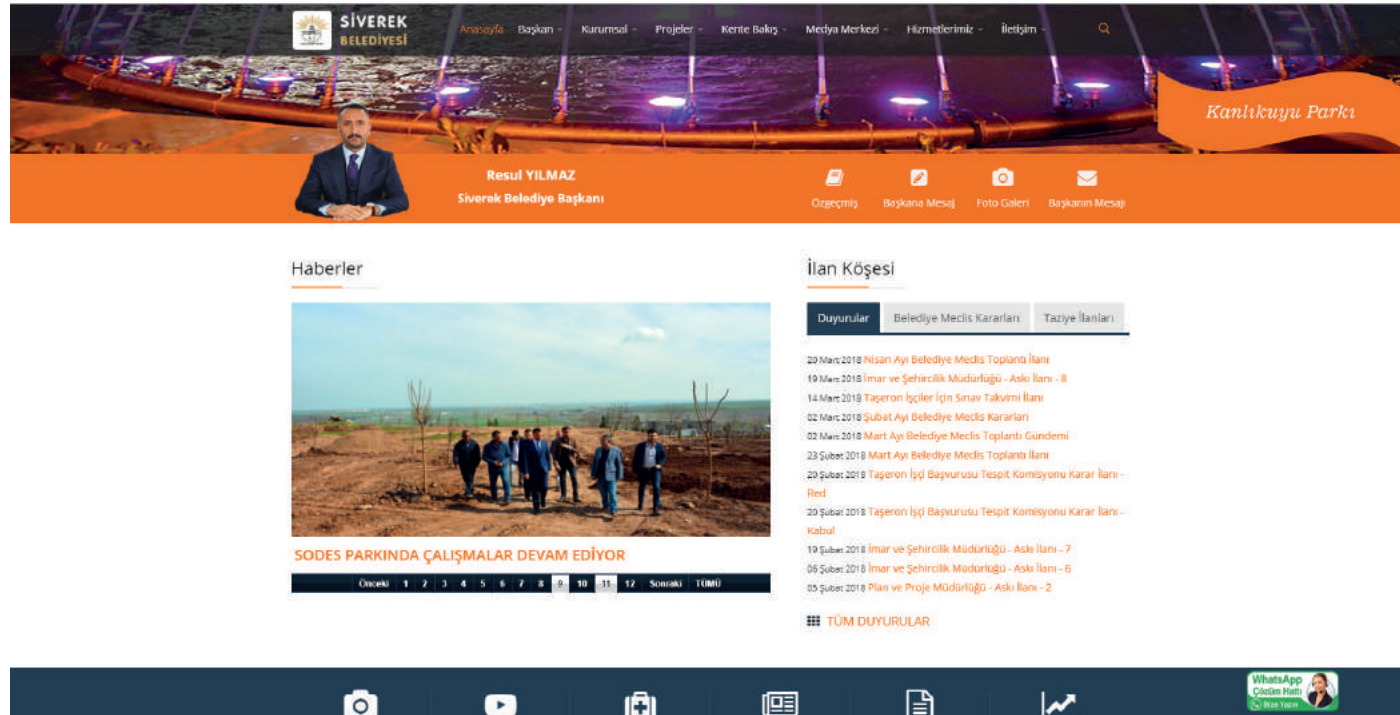 SİVEREK
BELEDİYESİ
Anasayfa Başkan Kurumsal Projeler Kente Bakış Medya Merkezi Hizmetlerimiz İletişim
Kanlıkuyu Parkı
Resul YILMAZ
Siverek Belediye Başkanı
Özgeçmiş Başkana Mesaj Foto Galeri Başkanın Mesajı
Haberler
SODES PARKINDA ÇALIŞMALAR DEVAM EDİYOR
Önceki 1 2 3 4 5 6 7 8 9 10 11 12 Sonraki TÜMÜ
İlan Köşesi
Duyurular Belediye Meclis Kararları Taziye İlanları
20 Mart 2018 Nisan Ayı Belediye Meclis Toplantı İlanı
19 Mart 2018 İmar ve Şehircilik Müdürlüğü - Askı İlanı - 8
14 Mart 2018 Taşeron İşçiler İçin Sınav Takvimi İlanı
02 Mart 2018 Şubat Ayı Belediye Meclis Kararları
02 Mart 2018 Mart Ayı Belediye Meclis Toplantı Gündemi
23 Şubat 2018 Mart Ayı Belediye Meclis Toplantı İlanı
20 Şubat 2018 Taşeron İşçi Başvurusu Tespit Komisyonu Karar İlanı -
Red
20 Şubat 2018 Taşeron İşçi Başvurusu Tespit Komisyonu Karar İlanı -
Kabul
19 Şubat 2018 İmar ve Şehircilik Müdürlüğü - Askı İlanı - 7
06 Şubat 2018 İmar ve Şehircilik Müdürlüğü - Askı İlanı - 6
05 Şubat 2018 Plan ve Proje Müdürlüğü - Askı İlanı - 2
TÜM DUYURULAR
WhatsApp
Çözüm Hattı
Bize Yazın